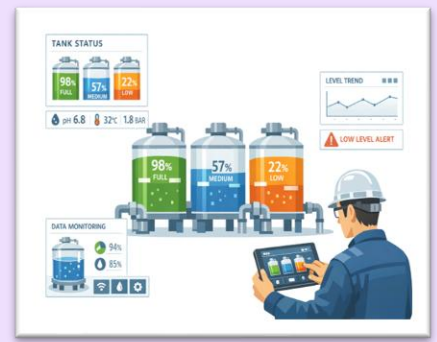 TANK STATUS
98%
FULL
57%
MEDIUM
22%
LOW
pH 6.8
32°C
1.8 BAR
LEVEL TREND
LOW LEVEL ALERT
98%
FULL
57%
MEDIUM
22%
LOW
DATA MONITORING
94%
85%